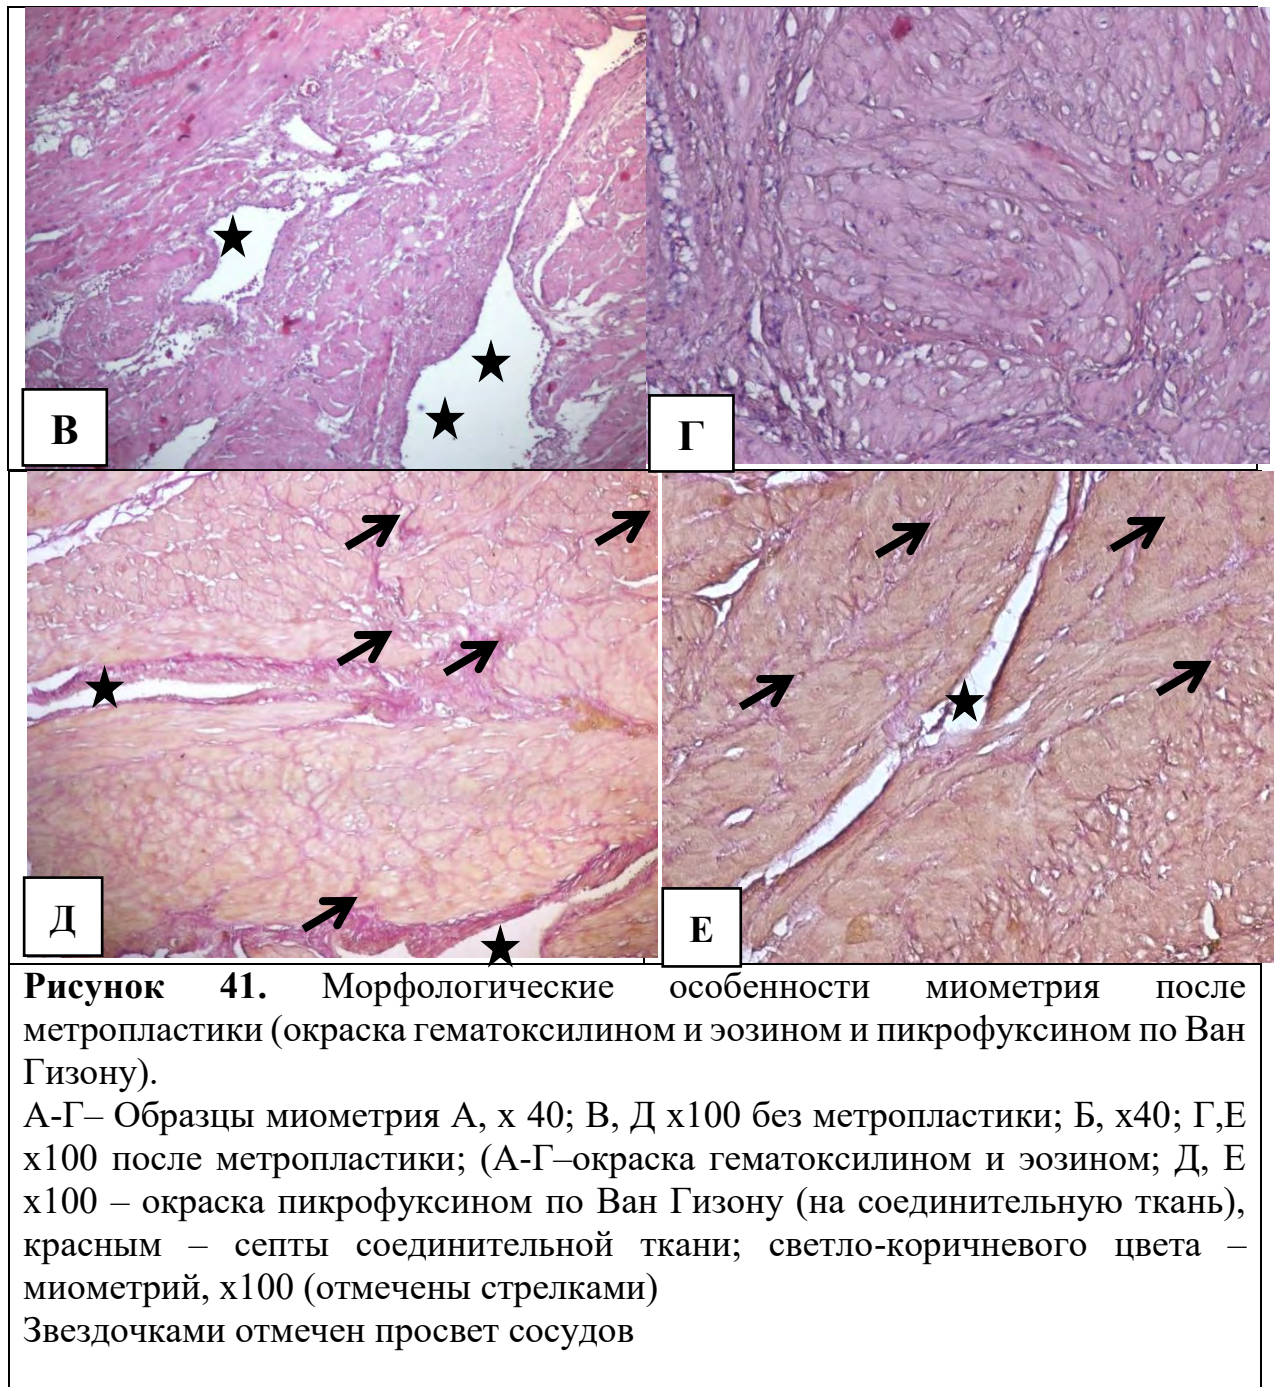 В
Г
Д
Е
Рисунок 41. Морфологические особенности миометрия после
метропластики (окраска гематоксилином и эозином и пикрофуксином по Ван
Гизону).
А-Г– Образцы миометрия А, х 40; В, Д х100 без метропластики; Б, х40; Г,Е
х100 после метропластики; (А-Г–окраска гематоксилином и эозином; Д, Е
х100 – окраска пикрофуксином по Ван Гизону (на соединительную ткань),
красным – септы соединительной ткани; светло-коричневого цвета –
миометрий, х100 (отмечены стрелками)
Звездочками отмечен просвет сосудов